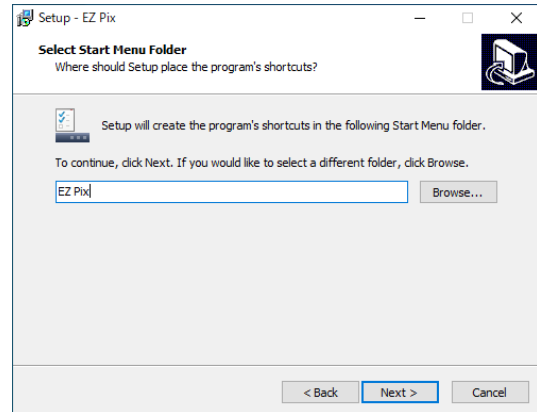 Setup - EZ Pix
Select Start Menu Folder
Where should Setup place the program's shortcuts?
Setup will create the program's shortcuts in the following Start Menu folder.
To continue, click Next. If you would like to select a different folder, click Browse.
EZ Pix
Browse...
< Back
Next >
Cancel